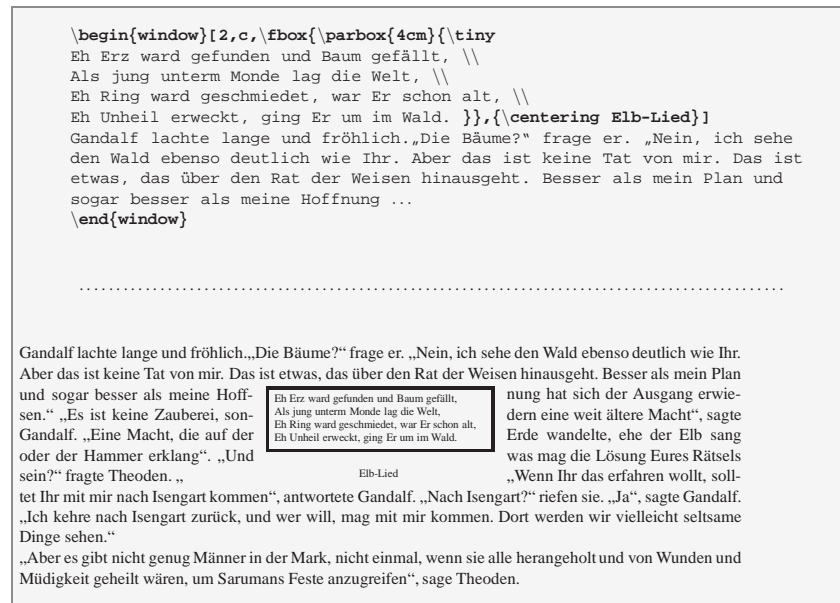 \begin{window}[2,c,\fbox{\parbox{4cm}{\tiny
Eh Erz ward gefunden und Baum gefällt, \\
Als jung unterm Monde lag die Welt, \\
Eh Ring ward geschmiedet, war Er schon alt, \\
Eh Unheil erweckt, ging Er um im Wald. }},{\centering Elb-Lied}]
Gandalf lachte lange und fröhlich.„Die Bäume?“ frage er. „Nein, ich sehe
den Wald ebenso deutlich wie Ihr. Aber das ist keine Tat von mir. Das ist
etwas, das über den Rat der Weisen hinausgeht. Besser als mein Plan und
sogar besser als meine Hoffnung ...
\end{window}
Gandalf lachte lange und fröhlich.„Die Bäume?“ frage er. „Nein, ich sehe den Wald ebenso deutlich wie Ihr.
Aber das ist keine Tat von mir. Das ist etwas, das über den Rat der Weisen hinausgeht. Besser als mein Plan
und sogar besser als meine Hoff- nung hat sich der Ausgang erwie-
sen.“ „Es ist keine Zauberei, son- dern eine weit ältere Macht“, sagte
Gandalf. „Eine Macht, die auf der Erde wandelte, ehe der Elb sang
oder der Hammer erklang“. „Und was mag die Lösung Eures Rätsels
sein?“ fragte Theoden. „ „Wenn Ihr das erfahren wollt, soll-
Eh Erz ward gefunden und Baum gefällt,
Als jung unterm Monde lag die Welt,
Eh Ring ward geschmiedet, war Er schon alt,
Eh Unheil erweckt, ging Er um im Wald.
Elb-Lied
tet Ihr mit mir nach Isengart kommen“, antwortete Gandalf. „Nach Isengart?“ riefen sie. „Ja“, sagte Gandalf.
„Ich kehre nach Isengart zurück, und wer will, mag mit mir kommen. Dort werden wir vielleicht seltsame
Dinge sehen.“
„Aber es gibt nicht genug Männer in der Mark, nicht einmal, wenn sie alle herangeholt und von Wunden und
Müdigkeit geheilt wären, um Sarumans Feste anzugreifen“, sage Theoden.